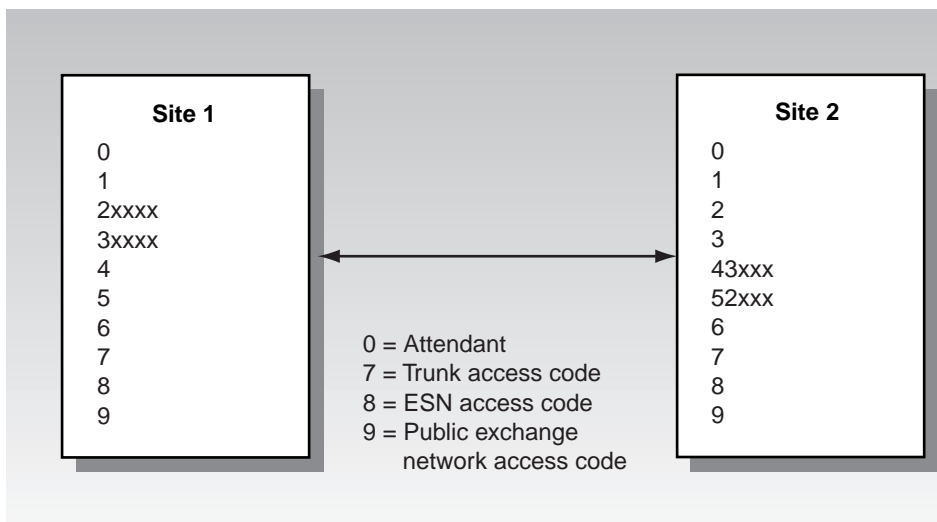 Site 1
0
1
2xxxx
3xxxx
4
5
6
7
8
9
0 = Attendant
7 = Trunk access code
8 = ESN access code
9 = Public exchange
network access code
Site 2
0
1
2
3
43xxx
52xxx
6
7
8
9